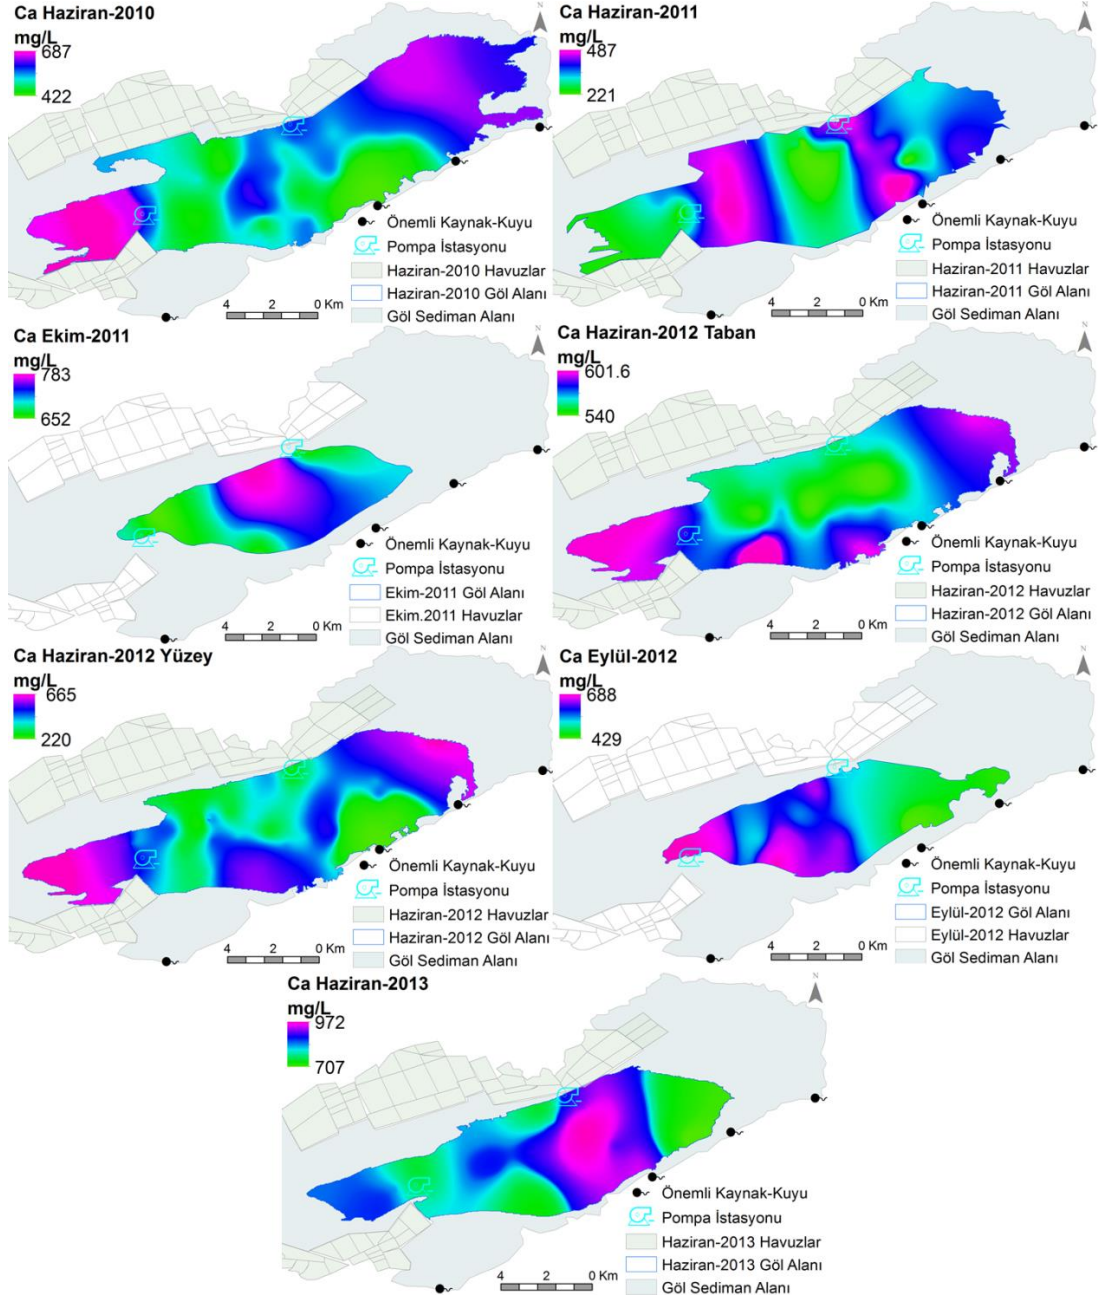 Ca Haziran-2010
mg/L
687
422
N
Önemli Kaynak-Kuyu
Pompa İstasyonu
Haziran-2010 Havuzlar
Haziran-2010 Göl Alanı
Göl Sediman Alanı
4 2 0 Km
Ca Haziran-2011
mg/L
487
221
N
Önemli Kaynak-Kuyu
Pompa İstasyonu
Haziran-2011 Havuzlar
Haziran-2011 Göl Alanı
Göl Sediman Alanı
4 2 0 Km
Ca Ekim-2011
mg/L
783
652
N
Önemli Kaynak-Kuyu
Pompa İstasyonu
Ekim-2011 Göl Alanı
Ekim.2011 Havuzlar
Göl Sediman Alanı
4 2 0 Km
Ca Haziran-2012 Taban
mg/L
601.6
540
N
Önemli Kaynak-Kuyu
Pompa İstasyonu
Haziran-2012 Havuzlar
Haziran-2012 Göl Alanı
Göl Sediman Alanı
4 2 0 Km
Ca Haziran-2012 Yüzey
mg/L
665
220
N
Önemli Kaynak-Kuyu
Pompa İstasyonu
Haziran-2012 Havuzlar
Haziran-2012 Göl Alanı
Göl Sediman Alanı
4 2 0 Km
Ca Eylül-2012
mg/L
688
429
N
Önemli Kaynak-Kuyu
Pompa İstasyonu
Eylül-2012 Göl Alanı
Eylül-2012 Havuzlar
Göl Sediman Alanı
4 2 0 Km
Ca Haziran-2013
mg/L
972
707
N
Önemli Kaynak-Kuyu
Pompa İstasyonu
Haziran-2013 Havuzlar
Haziran-2013 Göl Alanı
Göl Sediman Alanı
4 2 0 Km